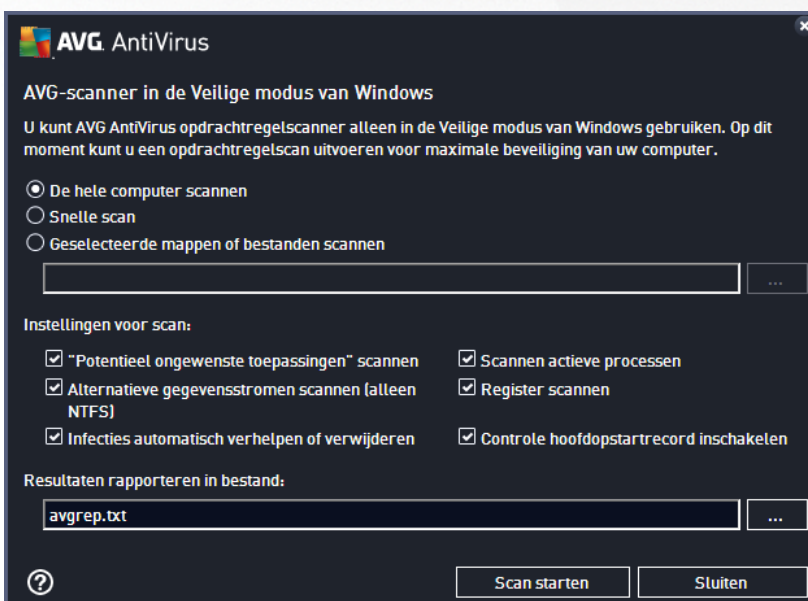 AVG. AntiVirus
AVG-scanner in de Veilige modus van Windows
U kunt AVG AntiVirus opdrachtregelscanner alleen in de Veilige modus van Windows gebruiken. Op dit
moment kunt u een opdrachtregelscan uitvoeren voor maximale beveiliging van uw computer.
De hele computer scannen
Snelle scan
Geselecteerde mappen of bestanden scannen
...
Instellingen voor scan:
"Potentieel ongewenste toepassingen" scannen
Scannen actieve processen
Alternatieve gegevensstromen scannen (alleen
NTFS)
Register scannen
Infecties automatisch verhelpen of verwijderen
Controle hoofdopstartrecord inschakelen
Resultaten rapporteren in bestand:
avgrep.txt
...
?
Scan starten
Sluiten